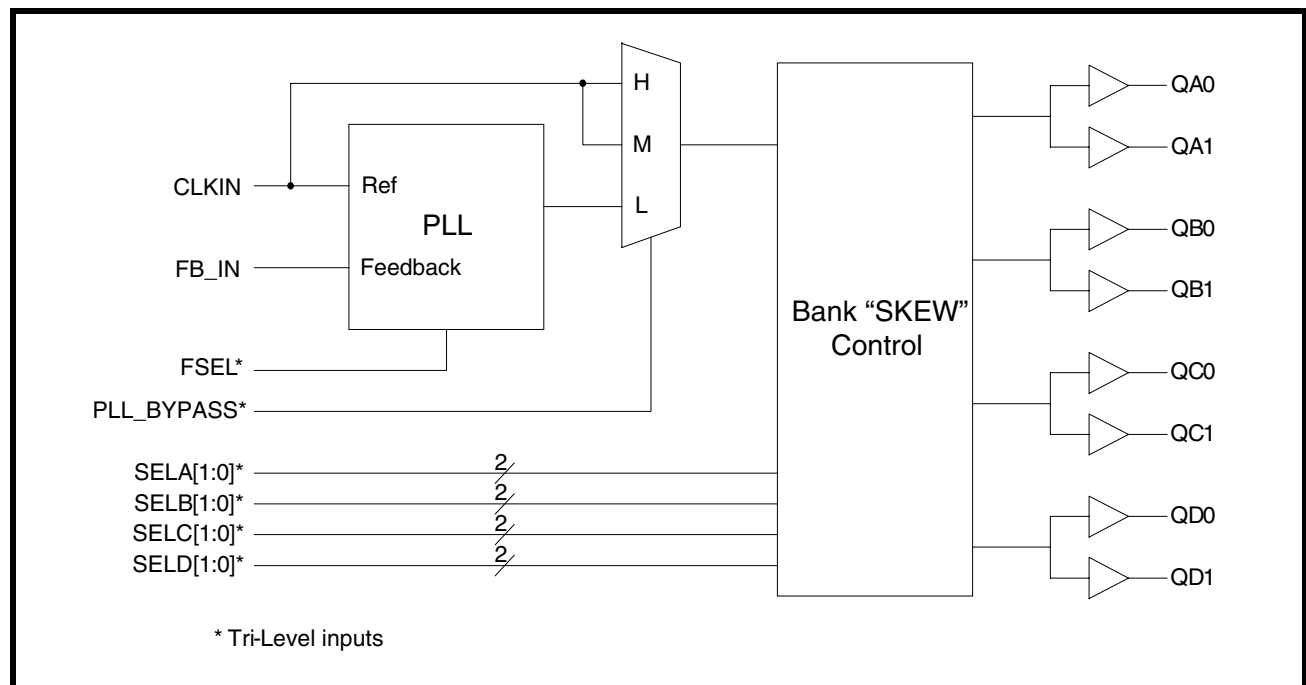 H
QA0
M
QA1
CLKIN
Ref
L
PLL
QB0
FB_IN
Feedback
QB1
Bank “SKEW”
Control
FSEL*
QC0
PLL_BYPASS*
QC1
SELA[1:0]*
2
SELB[1:0]*
2
SELC[1:0]*
2
SELD[1:0]*
2
QD0
QD1
* Tri-Level inputs